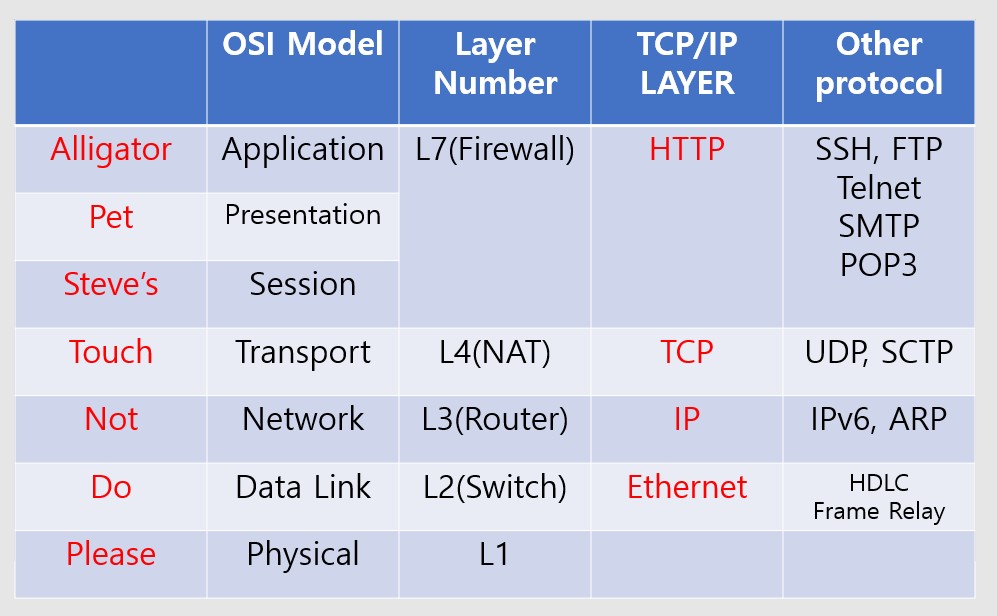 OSI Model Layer Number TCP/IP LAYER Other protocol
Alligator Application L7(Firewall) HTTP SSH, FTP
Telnet
SMTP
POP3
Pet Presentation
Steve‘s Session
Touch Transport L4(NAT) TCP UDP, SCTP
Not Network L3(Router) IP IPv6, ARP
Do Data Link L2(Switch) Ethernet HDLC
Frame Relay
Please Physical L1